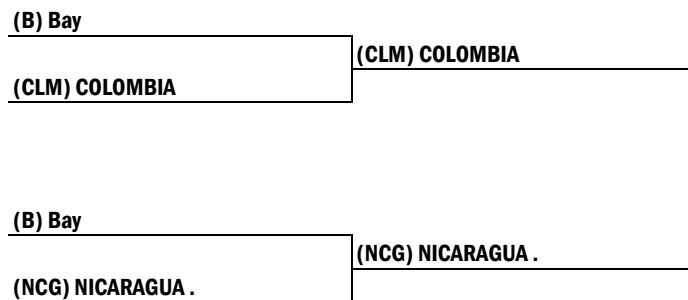 (B) Bay
(CLM) COLOMBIA
(CLM) COLOMBIA
(B) Bay
(NCG) NICARAGUA .
(NCG) NICARAGUA .